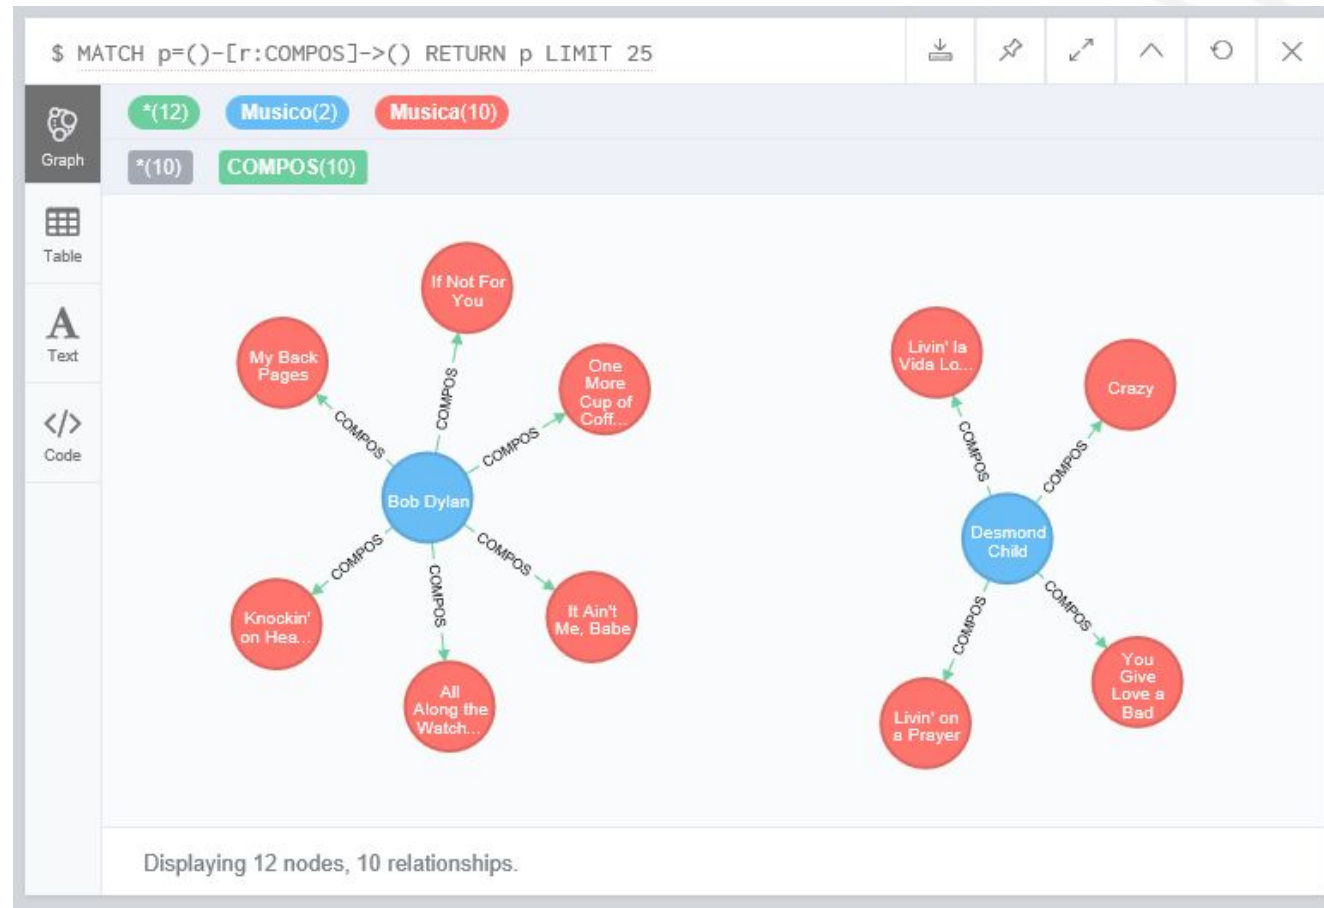 $ MATCH p=()-[r:COMPOS]->() RETURN p LIMIT 25
*(12) Musico(2) Musica(10)
*(10) COMPOS(10)
Graph
Table
A
Text
</>
Code
If Not For
You
My Back
Pages
One
More
Cup of
Coff...
COMPOS
COMPOS
COMPOS
Bob Dylan
COMPOS
COMPOS
COMPOS
Knockin'
on Hea...
It Ain't
Me, Babe
All
Along the
Watch...
Livin' la
Vida Lo...
Crazy
COMPOS
COMPOS
Desmond
Child
COMPOS
COMPOS
You
Give
Love a
Bad
Livin' on
a Prayer
Displaying 12 nodes, 10 relationships.